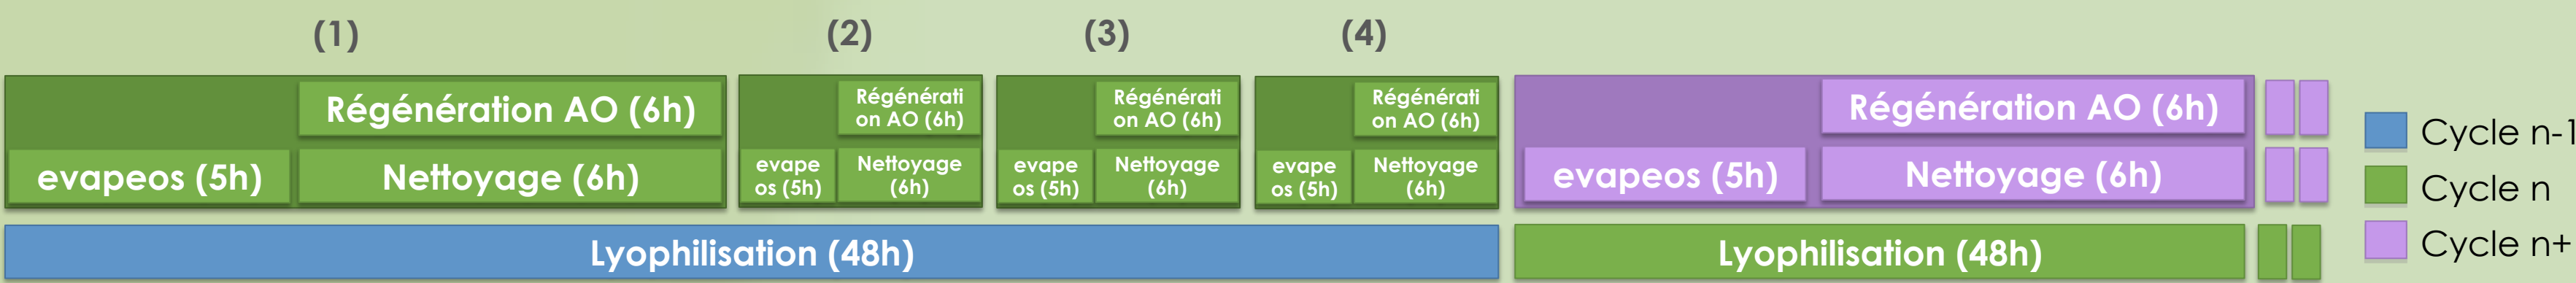 (1)
(2)
(3)
(4)
Régénération AO (6h)
Régénérati
on AO (6h)
Régénérati
on AO (6h)
Régénérati
on AO (6h)
Régénération AO (6h)
evapeos (5h)
Nettoyage (6h)
evape
os (5h)
Nettoyage
(6h)
evape
os (5h)
Nettoyage
(6h)
evape
os (5h)
Nettoyage
(6h)
evapeos (5h)
Nettoyage (6h)
Lyophilisation (48h)
Lyophilisation (48h)
Cycle n-1
Cycle n
Cycle n+